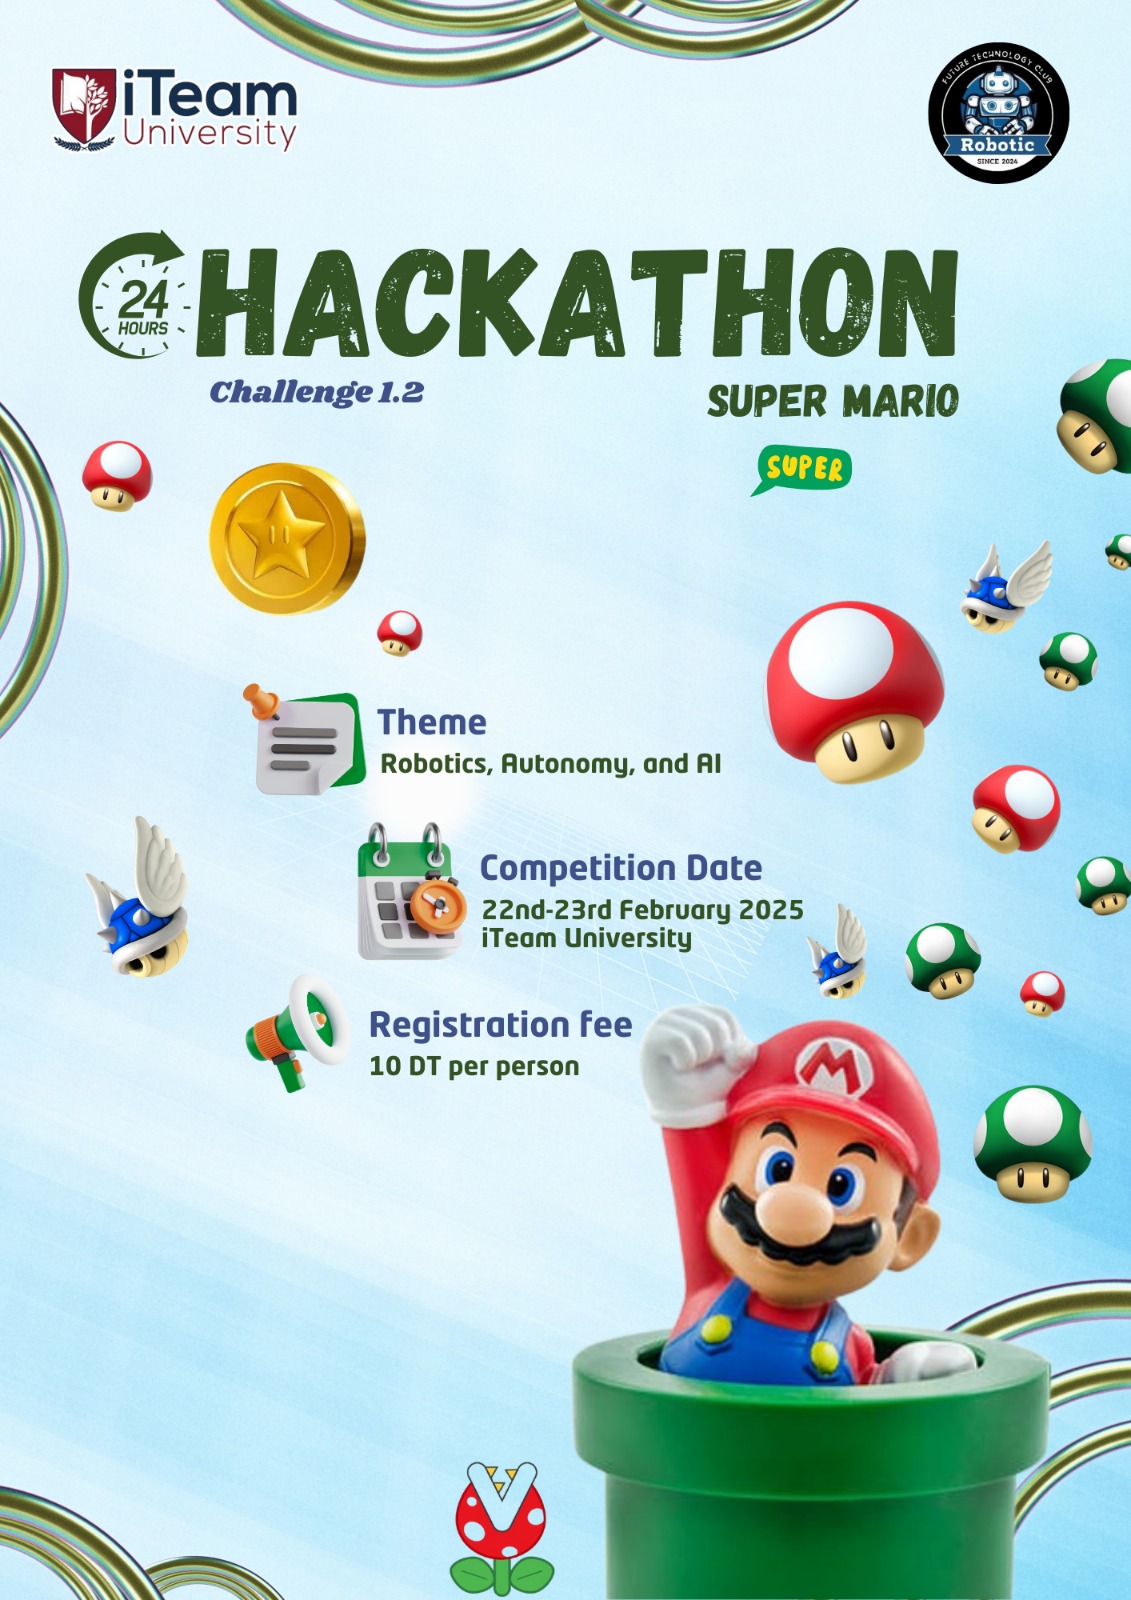 iTeam
University
FUTURE TECHNOLOGY CLUB
Robotic
SINCE 2024
24
HOURS
HACKATHON
Challenge 1.2
SUPER MARIO
SUPER
Theme
Robotics, Autonomy, and AI
Competition Date
22nd-23rd February 2025
iTeam University
Registration fee
10 DT per person
M